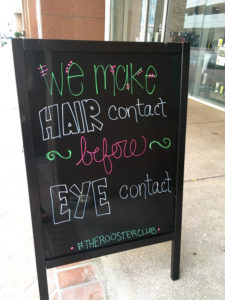 We make
HAIR contact
before
EYE contact
#THEROOSTERCLUB